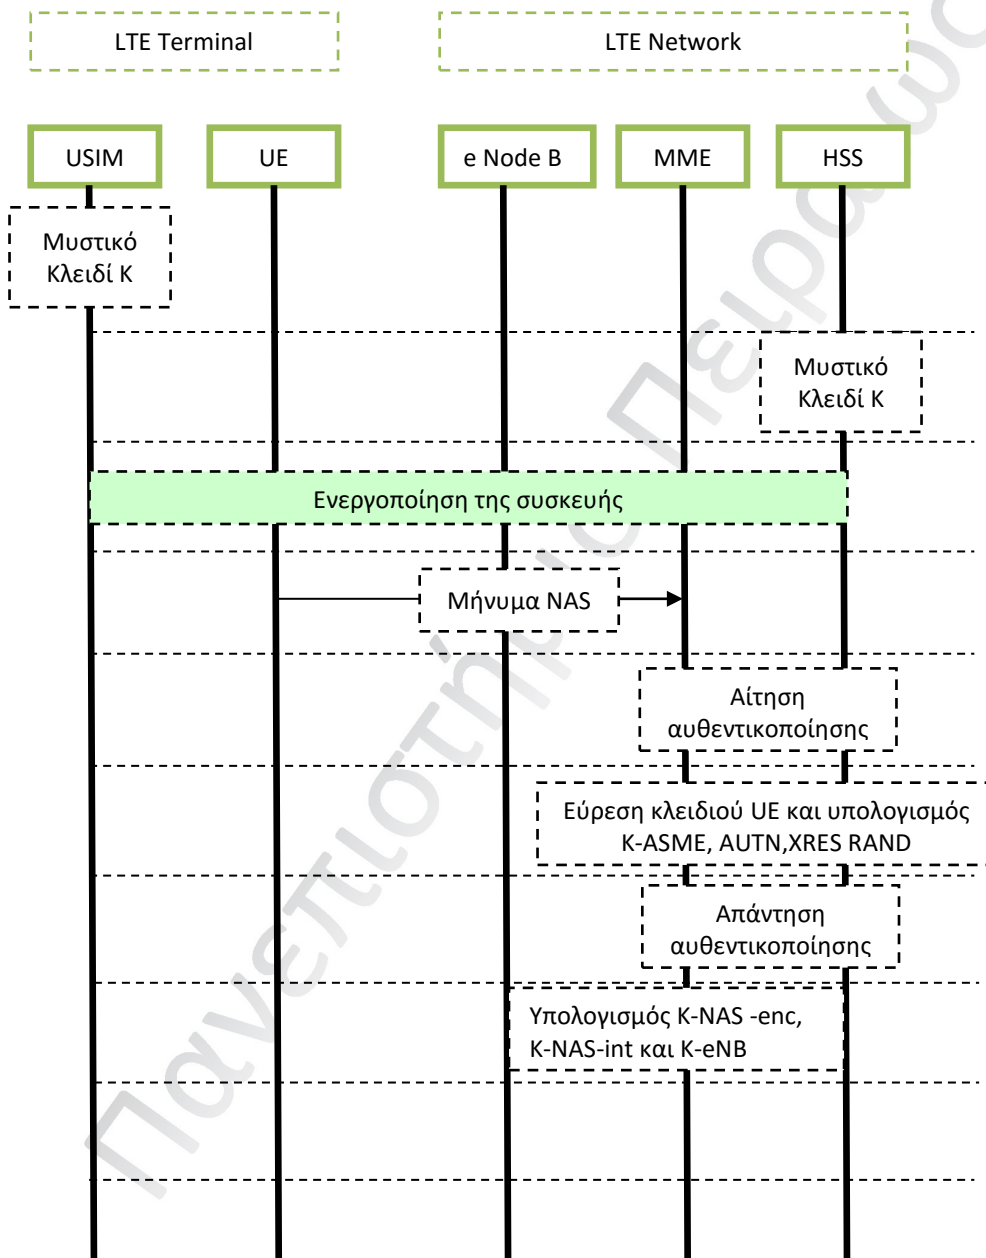 LTE Terminal
LTE Network
USIM
UE
e Node B
MME
HSS
Μυστικό
Κλειδί Κ
Μυστικό
Κλειδί Κ
Ενεργοποίηση της συσκευής
Μήνυμα NAS
Αίτηση
αυθεντικοποίησης
Εύρεση κλειδιού UE και υπολογισμός
K-ASME, AUTN,XRES RAND
Απάντηση
αυθεντικοποίησης
Υπολογισμός K-NAS -enc,
K-NAS-int και K-eNB